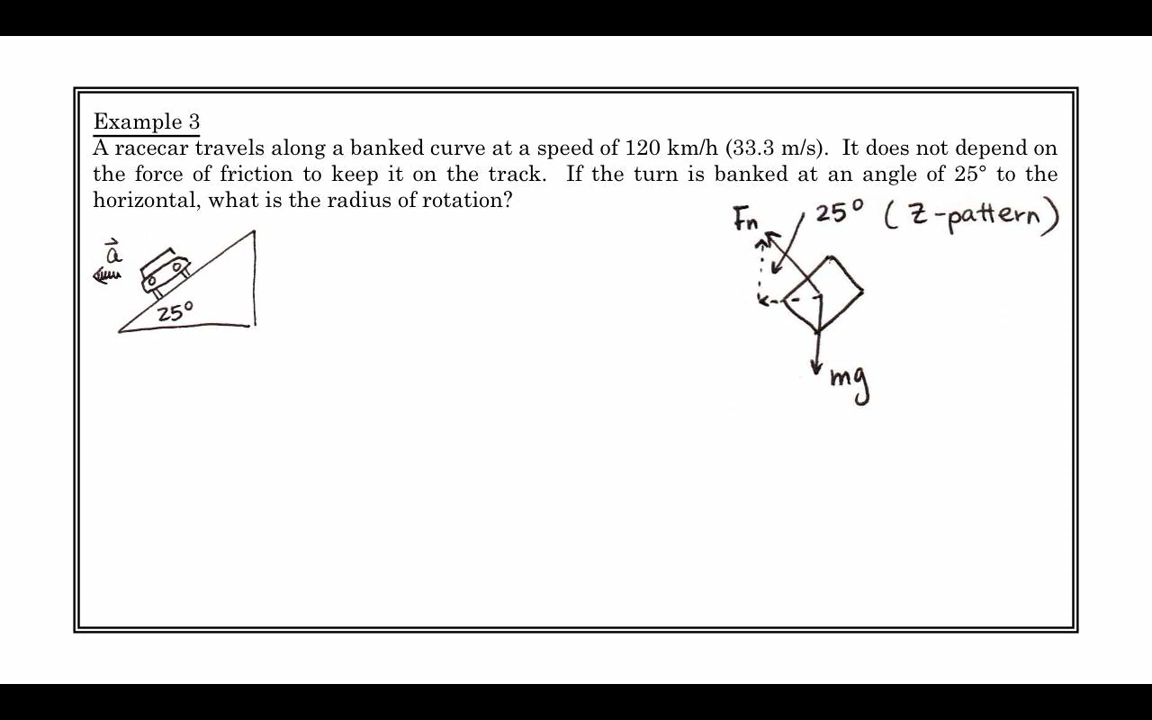 Example 3
A racecar travels along a banked curve at a speed of 120 km/h (33.3 m/s). It does not depend on
the force of friction to keep it on the track. If the turn is banked at an angle of 25° to the
horizontal, what is the radius of rotation?
Fn 25° (Z-pattern)
a
25°
mg